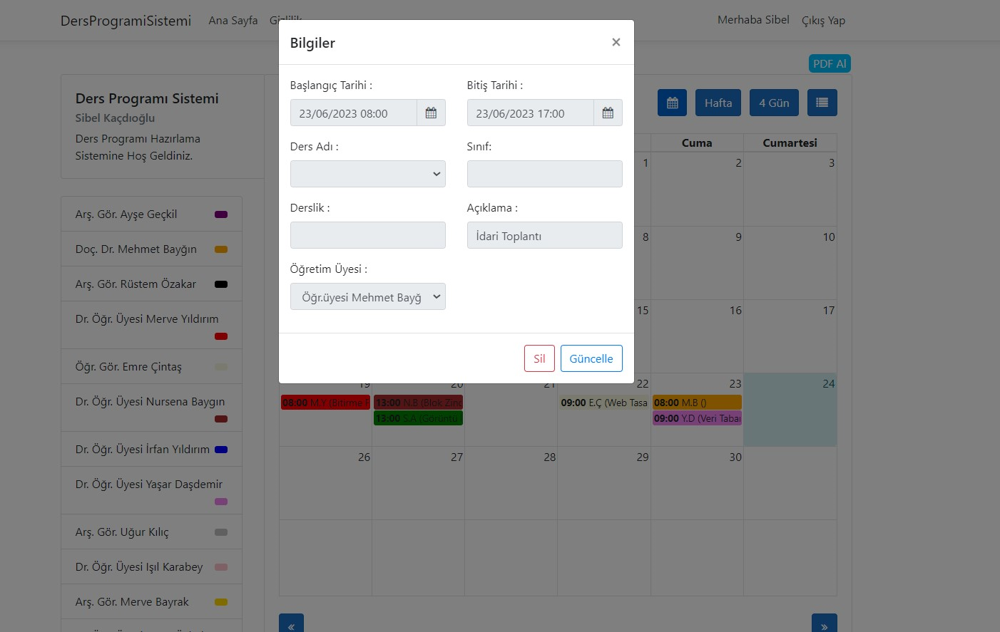 DersProgramiSistemi Ana Sayfa Gizlilik Merhaba Sibel Çıkış Yap
Bilgiler ×
Başlangıç Tarihi : Bitiş Tarihi :
23/06/2023 08:00 23/06/2023 17:00
Ders Adı : Sınıf:
Derslik : Açıklama :
İdari Toplantı
Öğretim Üyesi :
Öğr.üyesi Mehmet Bayğ
Sil Güncelle
PDF Al
Ders Programı Sistemi
Sibel Kaçdıoğlu
Ders Programı Hazırlama
Sistemine Hoş Geldiniz.
Arş. Gör. Ayşe Geçkil
Doç. Dr. Mehmet Bayğın
Arş. Gör. Rüstem Özakar
Dr. Öğr. Üyesi Merve Yıldırım
Öğr. Gör. Emre Çintaş
Dr. Öğr. Üyesi Nursena Baygın
Dr. Öğr. Üyesi İrfan Yıldırım
Dr. Öğr. Üyesi Yaşar Daşdemir
Arş. Gör. Uğur Kılıç
Dr. Öğr. Üyesi Işıl Karabey
Arş. Gör. Merve Bayrak
Hafta 4 Gün
Cuma Cumartesi
1 2 3
8 9 10
15 16 17
19 20 21 22 23 24
08:00 M.Y (Bitirme 13:00 N.B (Blok Zinc 09:00 E.Ç (Web Tasa 08:00 M.B ()
13:00 S.A (Görüntü 09:00 Y.D (Veri Tabaı
26 27 28 29 30
« »